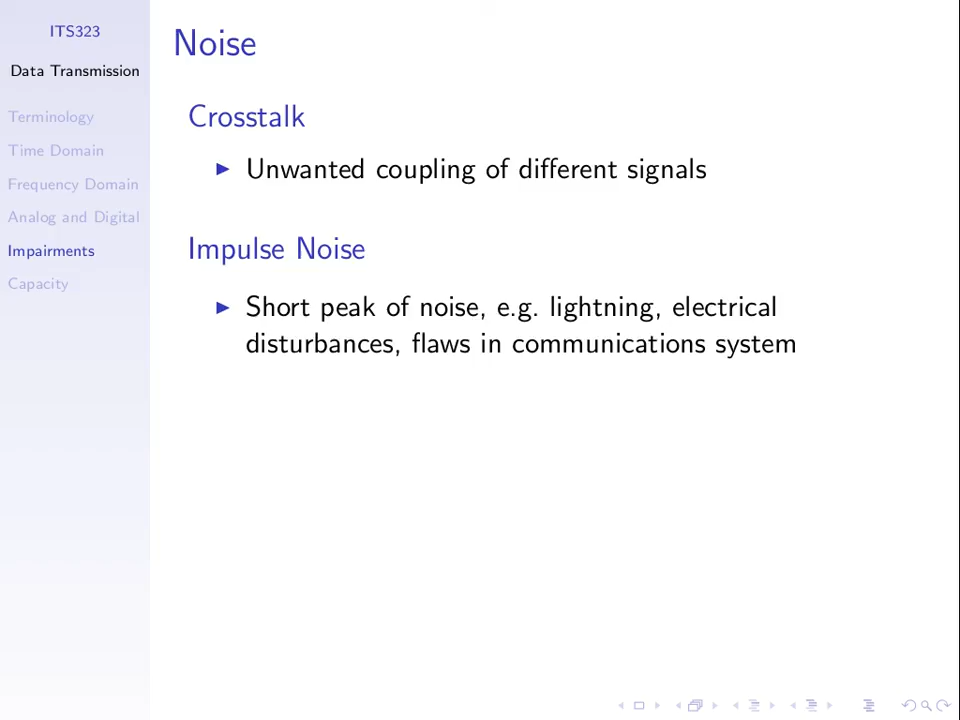 ITS323
Data Transmission
Terminology
Time Domain
Frequency Domain
Analog and Digital
Impairments
Capacity
Noise
Crosstalk
Unwanted coupling of different signals
Impulse Noise
Short peak of noise, e.g. lightning, electrical
disturbances, flaws in communications system